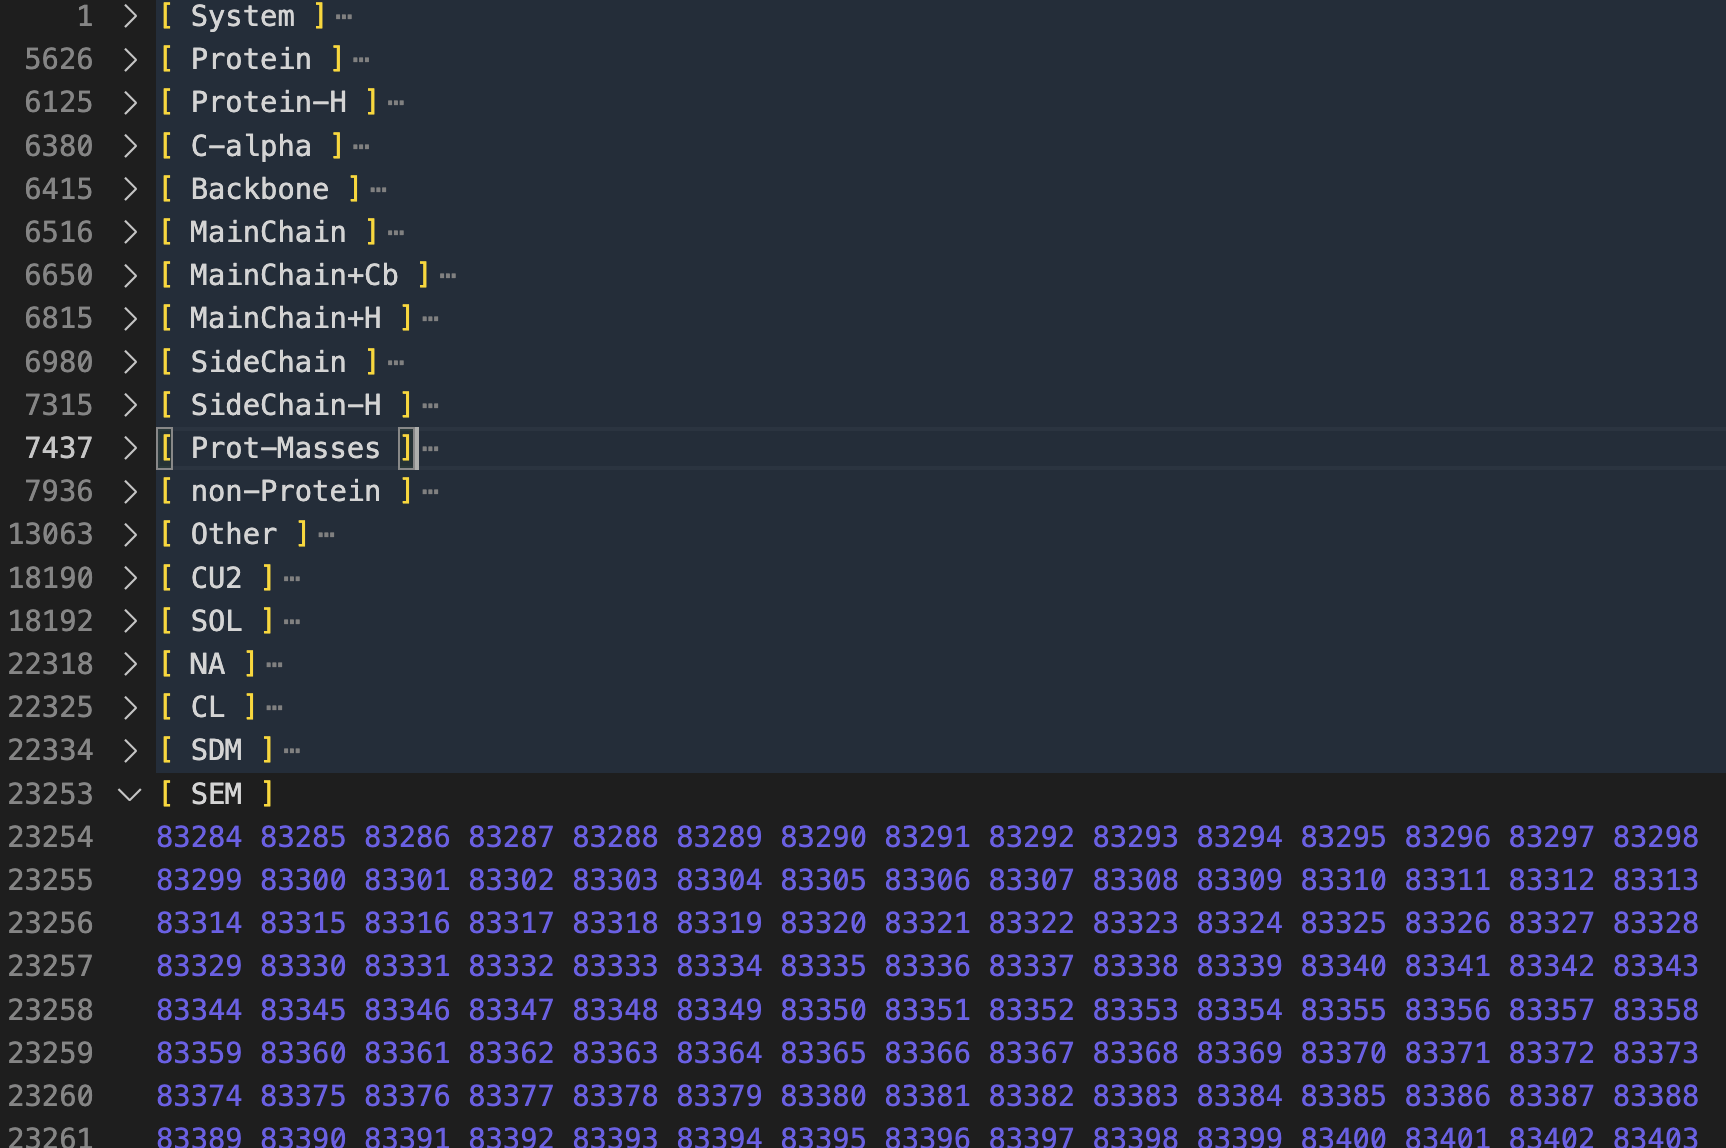 1 > [ System ]⋯
5626 > [ Protein ]⋯
6125 > [ Protein-H ]⋯
6380 > [ C-alpha ]⋯
6415 > [ Backbone ]⋯
6516 > [ MainChain ]⋯
6650 > [ MainChain+Cb ]⋯
6815 > [ MainChain+H ]⋯
6980 > [ SideChain ]⋯
7315 > [ SideChain-H ]⋯
7437 > [ Prot-Masses ]⋯
7936 > [ non-Protein ]⋯
13063 > [ Other ]⋯
18190 > [ CU2 ]⋯
18192 > [ SOL ]⋯
22318 > [ NA ]⋯
22325 > [ CL ]⋯
22334 > [ SDM ]⋯
23253 [ SEM ]
23254 83284 83285 83286 83287 83288 83289 83290 83291 83292 83293 83294 83295 83296 83297 83298
23255 83299 83300 83301 83302 83303 83304 83305 83306 83307 83308 83309 83310 83311 83312 83313
23256 83314 83315 83316 83317 83318 83319 83320 83321 83322 83323 83324 83325 83326 83327 83328
23257 83329 83330 83331 83332 83333 83334 83335 83336 83337 83338 83339 83340 83341 83342 83343
23258 83344 83345 83346 83347 83348 83349 83350 83351 83352 83353 83354 83355 83356 83357 83358
23259 83359 83360 83361 83362 83363 83364 83365 83366 83367 83368 83369 83370 83371 83372 83373
23260 83374 83375 83376 83377 83378 83379 83380 83381 83382 83383 83384 83385 83386 83387 83388
23261 83389 83390 83391 83392 83393 83394 83395 83396 83397 83398 83399 83400 83401 83402 83403